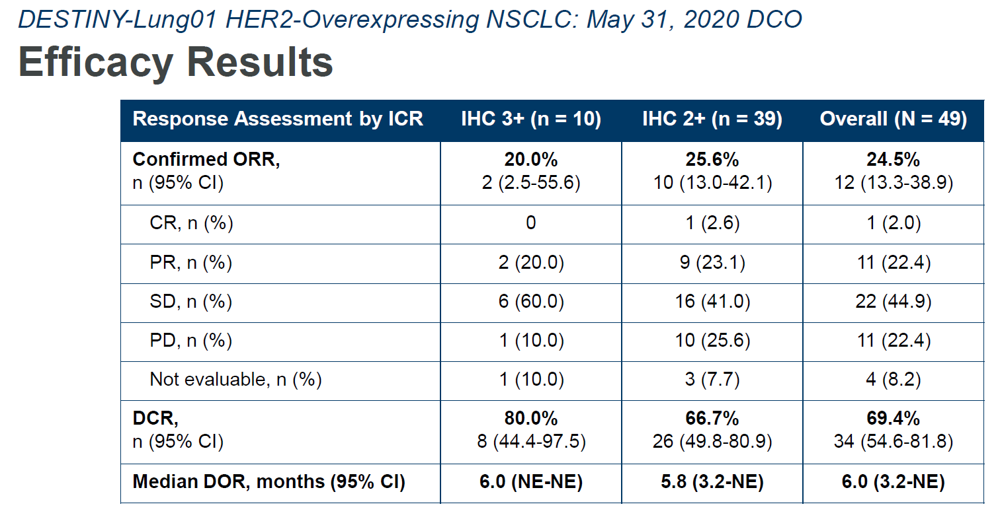 DESTINY-Lung01 HER2-Overexpressing NSCLC: May 31, 2020 DCO
Efficacy Results
Response Assessment by ICR IHC 3+ (n = 10) IHC 2+ (n = 39) Overall (N = 49)
Confirmed ORR, 20.0% 25.6% 24.5%
n (95% CI) 2 (2.5-55.6) 10 (13.0-42.1) 12 (13.3-38.9)
CR, n (%) 0 1 (2.6) 1 (2.0)
PR, n (%) 2 (20.0) 9 (23.1) 11 (22.4)
SD, n (%) 6 (60.0) 16 (41.0) 22 (44.9)
PD, n (%) 1 (10.0) 10 (25.6) 11 (22.4)
Not evaluable, n (%) 1 (10.0) 3 (7.7) 4 (8.2)
DCR, 80.0% 66.7% 69.4%
n (95% CI) 8 (44.4-97.5) 26 (49.8-80.9) 34 (54.6-81.8)
Median DOR, months (95% CI) 6.0 (NE-NE) 5.8 (3.2-NE) 6.0 (3.2-NE)